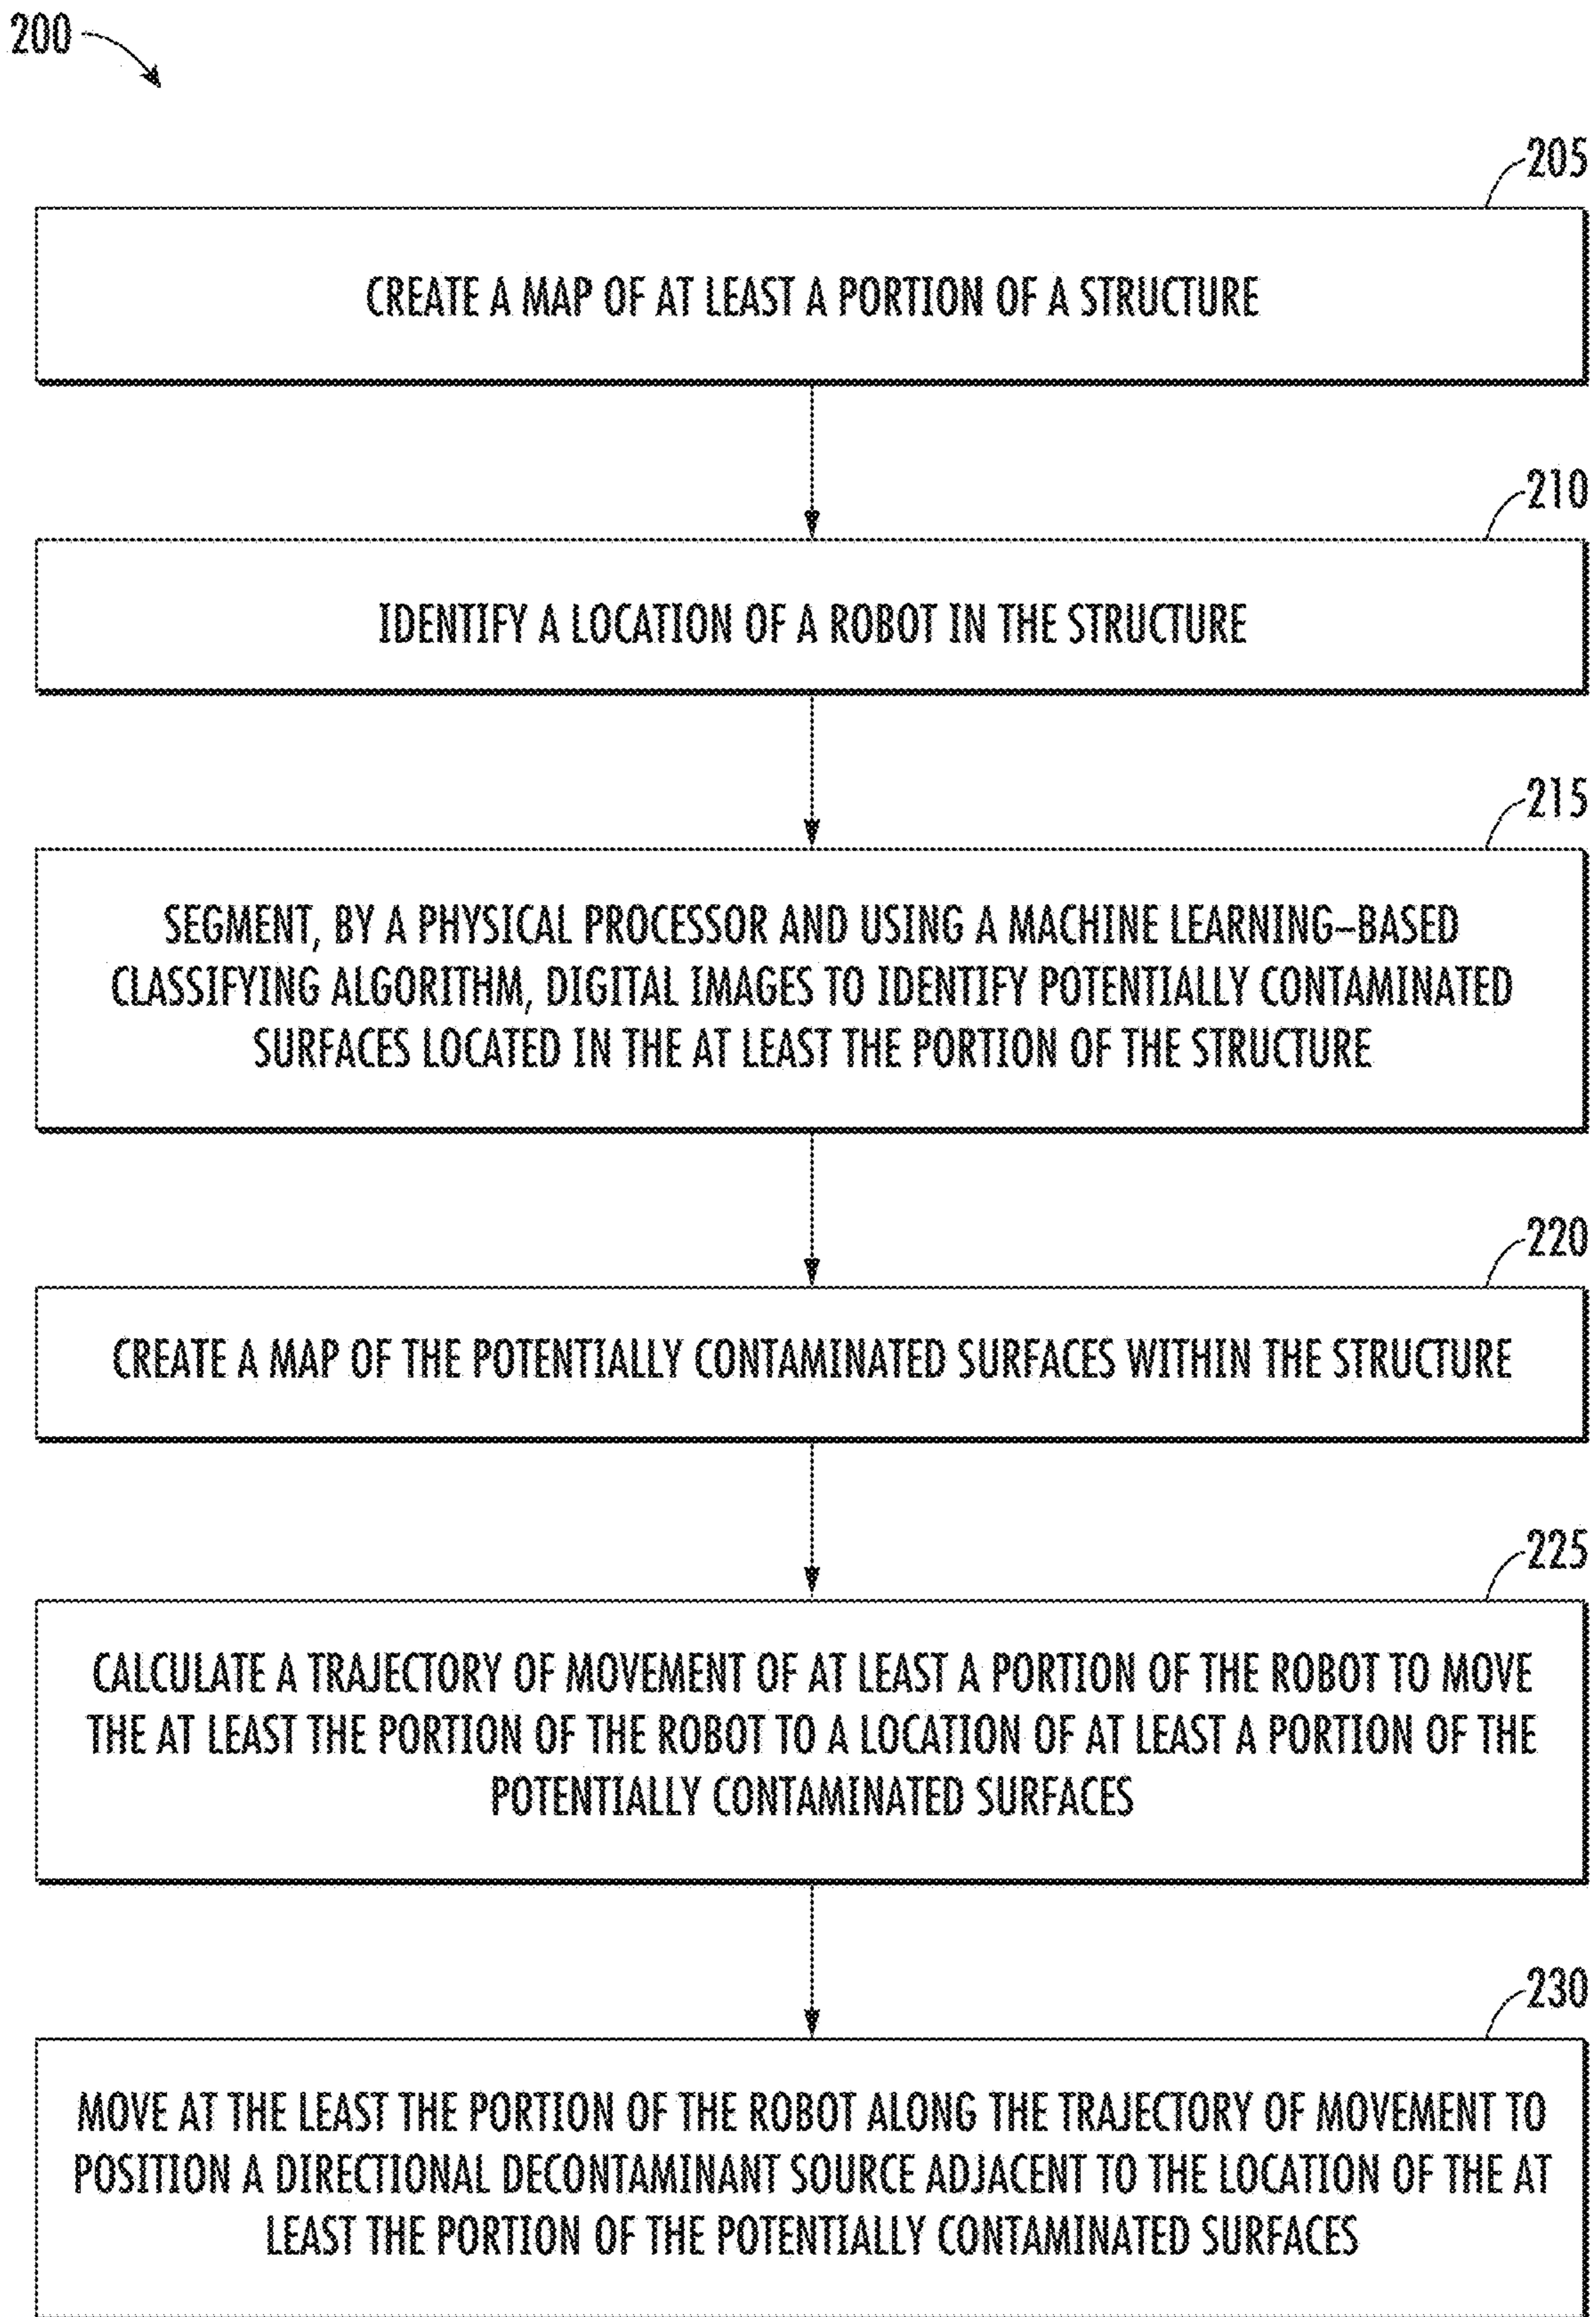 200
205
CREATE A MAP OF AT LEAST A PORTION OF A STRUCTURE
210
IDENTIFY A LOCATION OF A ROBOT IN THE STRUCTURE
215
SEGMENT, BY A PHYSICAL PROCESSOR AND USING A MACHINE LEARNING–BASED
CLASSIFYING ALGORITHM, DIGITAL IMAGES TO IDENTIFY POTENTIALLY CONTAMINATED
SURFACES LOCATED IN THE AT LEAST THE PORTION OF THE STRUCTURE
220
CREATE A MAP OF THE POTENTIALLY CONTAMINATED SURFACES WITHIN THE STRUCTURE
225
CALCULATE A TRAJECTORY OF MOVEMENT OF AT LEAST A PORTION OF THE ROBOT TO MOVE
THE AT LEAST THE PORTION OF THE ROBOT TO A LOCATION OF AT LEAST A PORTION OF THE
POTENTIALLY CONTAMINATED SURFACES
230
MOVE AT THE LEAST THE PORTION OF THE ROBOT ALONG THE TRAJECTORY OF MOVEMENT TO
POSITION A DIRECTIONAL DECONTAMINANT SOURCE ADJACENT TO THE LOCATION OF THE AT
LEAST THE PORTION OF THE POTENTIALLY CONTAMINATED SURFACES